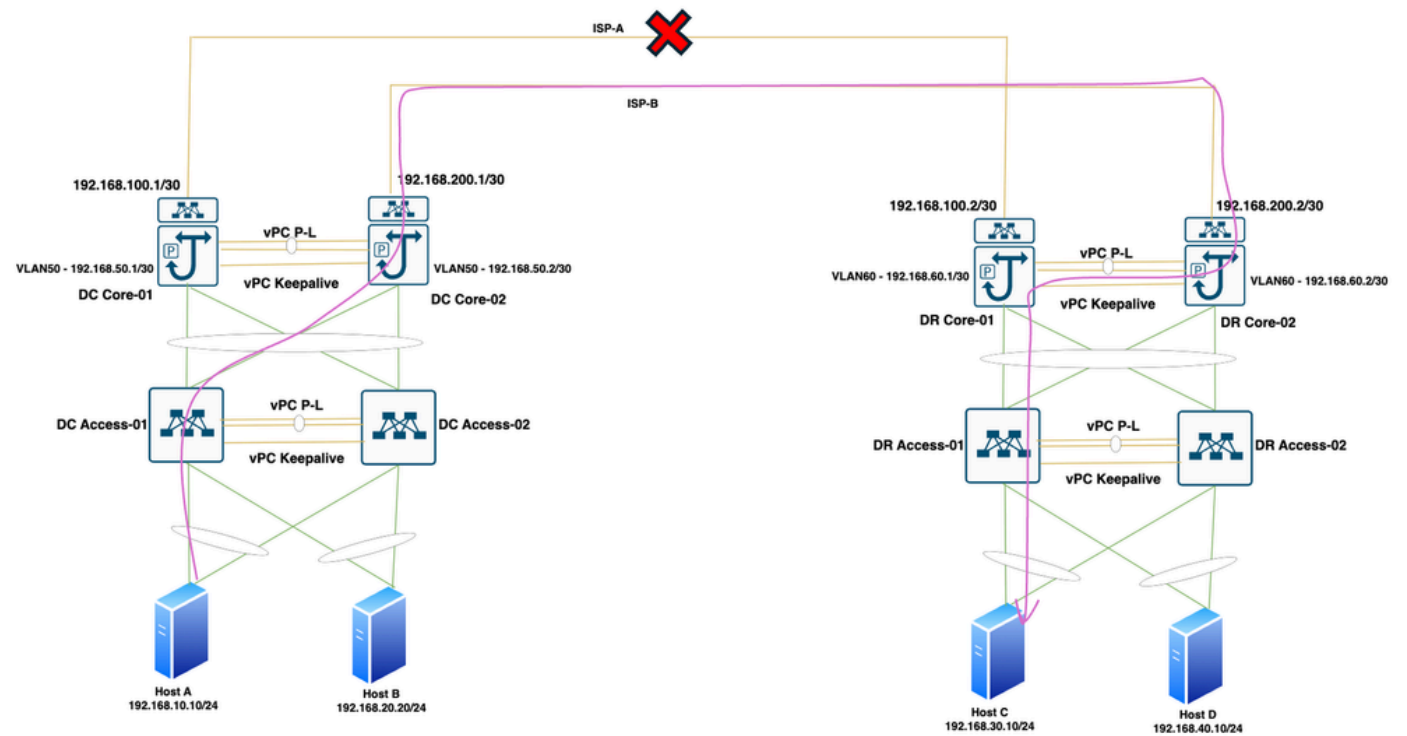 ISP-A
ISP-B
192.168.100.1/30
192.168.200.1/30
192.168.100.2/30
192.168.200.2/30
vPC P-L
P
P
VLAN50 - 192.168.50.1/30
VLAN50 - 192.168.50.2/30
vPC Keepalive
DC Core-01
DC Core-02
vPC P-L
P
P
VLAN60 - 192.168.60.1/30
VLAN60 - 192.168.60.2/30
vPC Keepalive
DR Core-01
DR Core-02
vPC P-L
DC Access-01
DC Access-02
vPC Keepalive
vPC P-L
DR Access-01
DR Access-02
vPC Keepalive
Host A
192.168.10.10/24
Host B
192.168.20.20/24
Host C
192.168.30.10/24
Host D
192.168.40.10/24